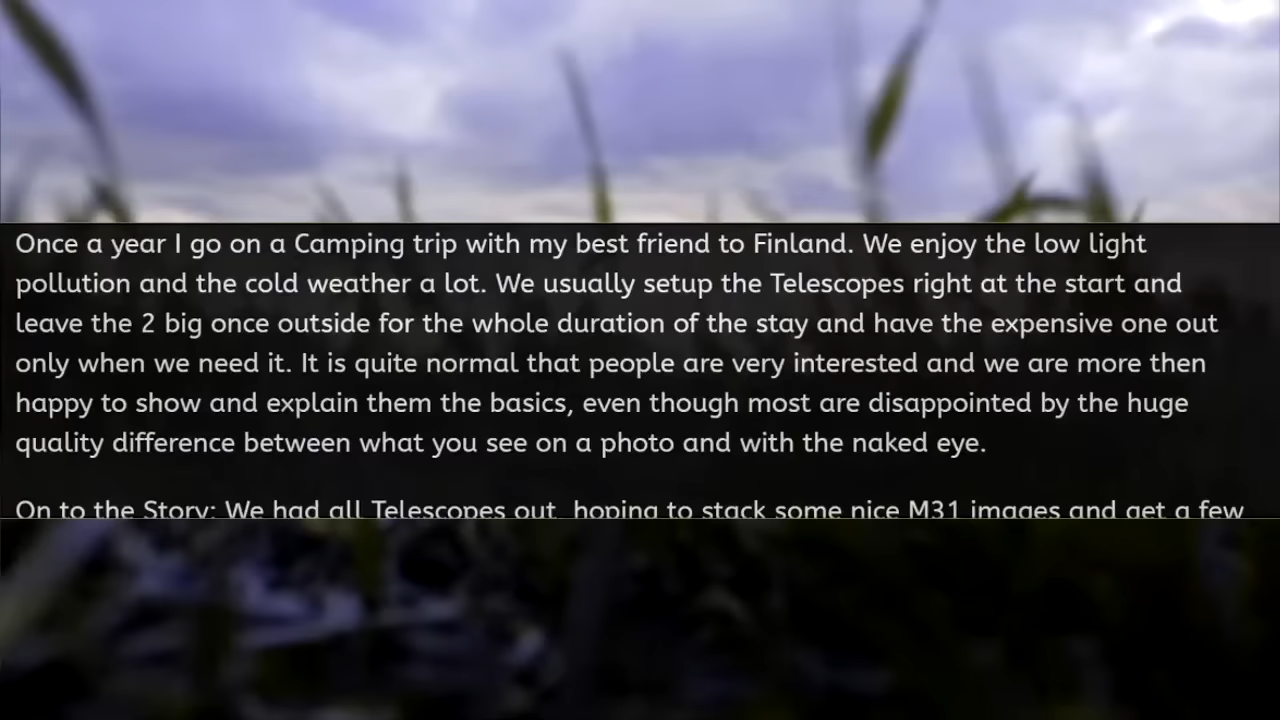 Once a year I go on a Camping trip with my best friend to Finland. We enjoy the low light
pollution and the cold weather a lot. We usually setup the Telescopes right at the start and
leave the 2 big once outside for the whole duration of the stay and have the expensive one out
only when we need it. It is quite normal that people are very interested and we are more then
happy to show and explain them the basics, even though most are disappointed by the huge
quality difference between what you see on a photo and with the naked eye.
On to the Story: We had all Telescopes out, hoping to stack some nice M31 images and get a few